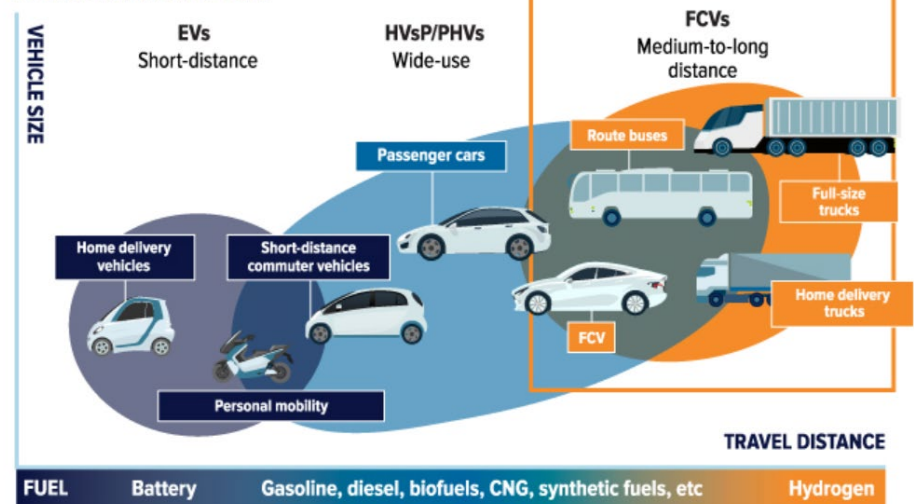 VEHICLE SIZE
EVs
Short-distance
HVsP/PHVs
Wide-use
FCVs
Medium-to-long
distance
Route buses
Passenger cars
Full-size
trucks
Home delivery
vehicles
Short-distance
commuter vehicles
Home delivery
trucks
FCV
Personal mobility
TRAVEL DISTANCE
FUEL
Battery
Gasoline, diesel, biofuels, CNG, synthetic fuels, etc
Hydrogen